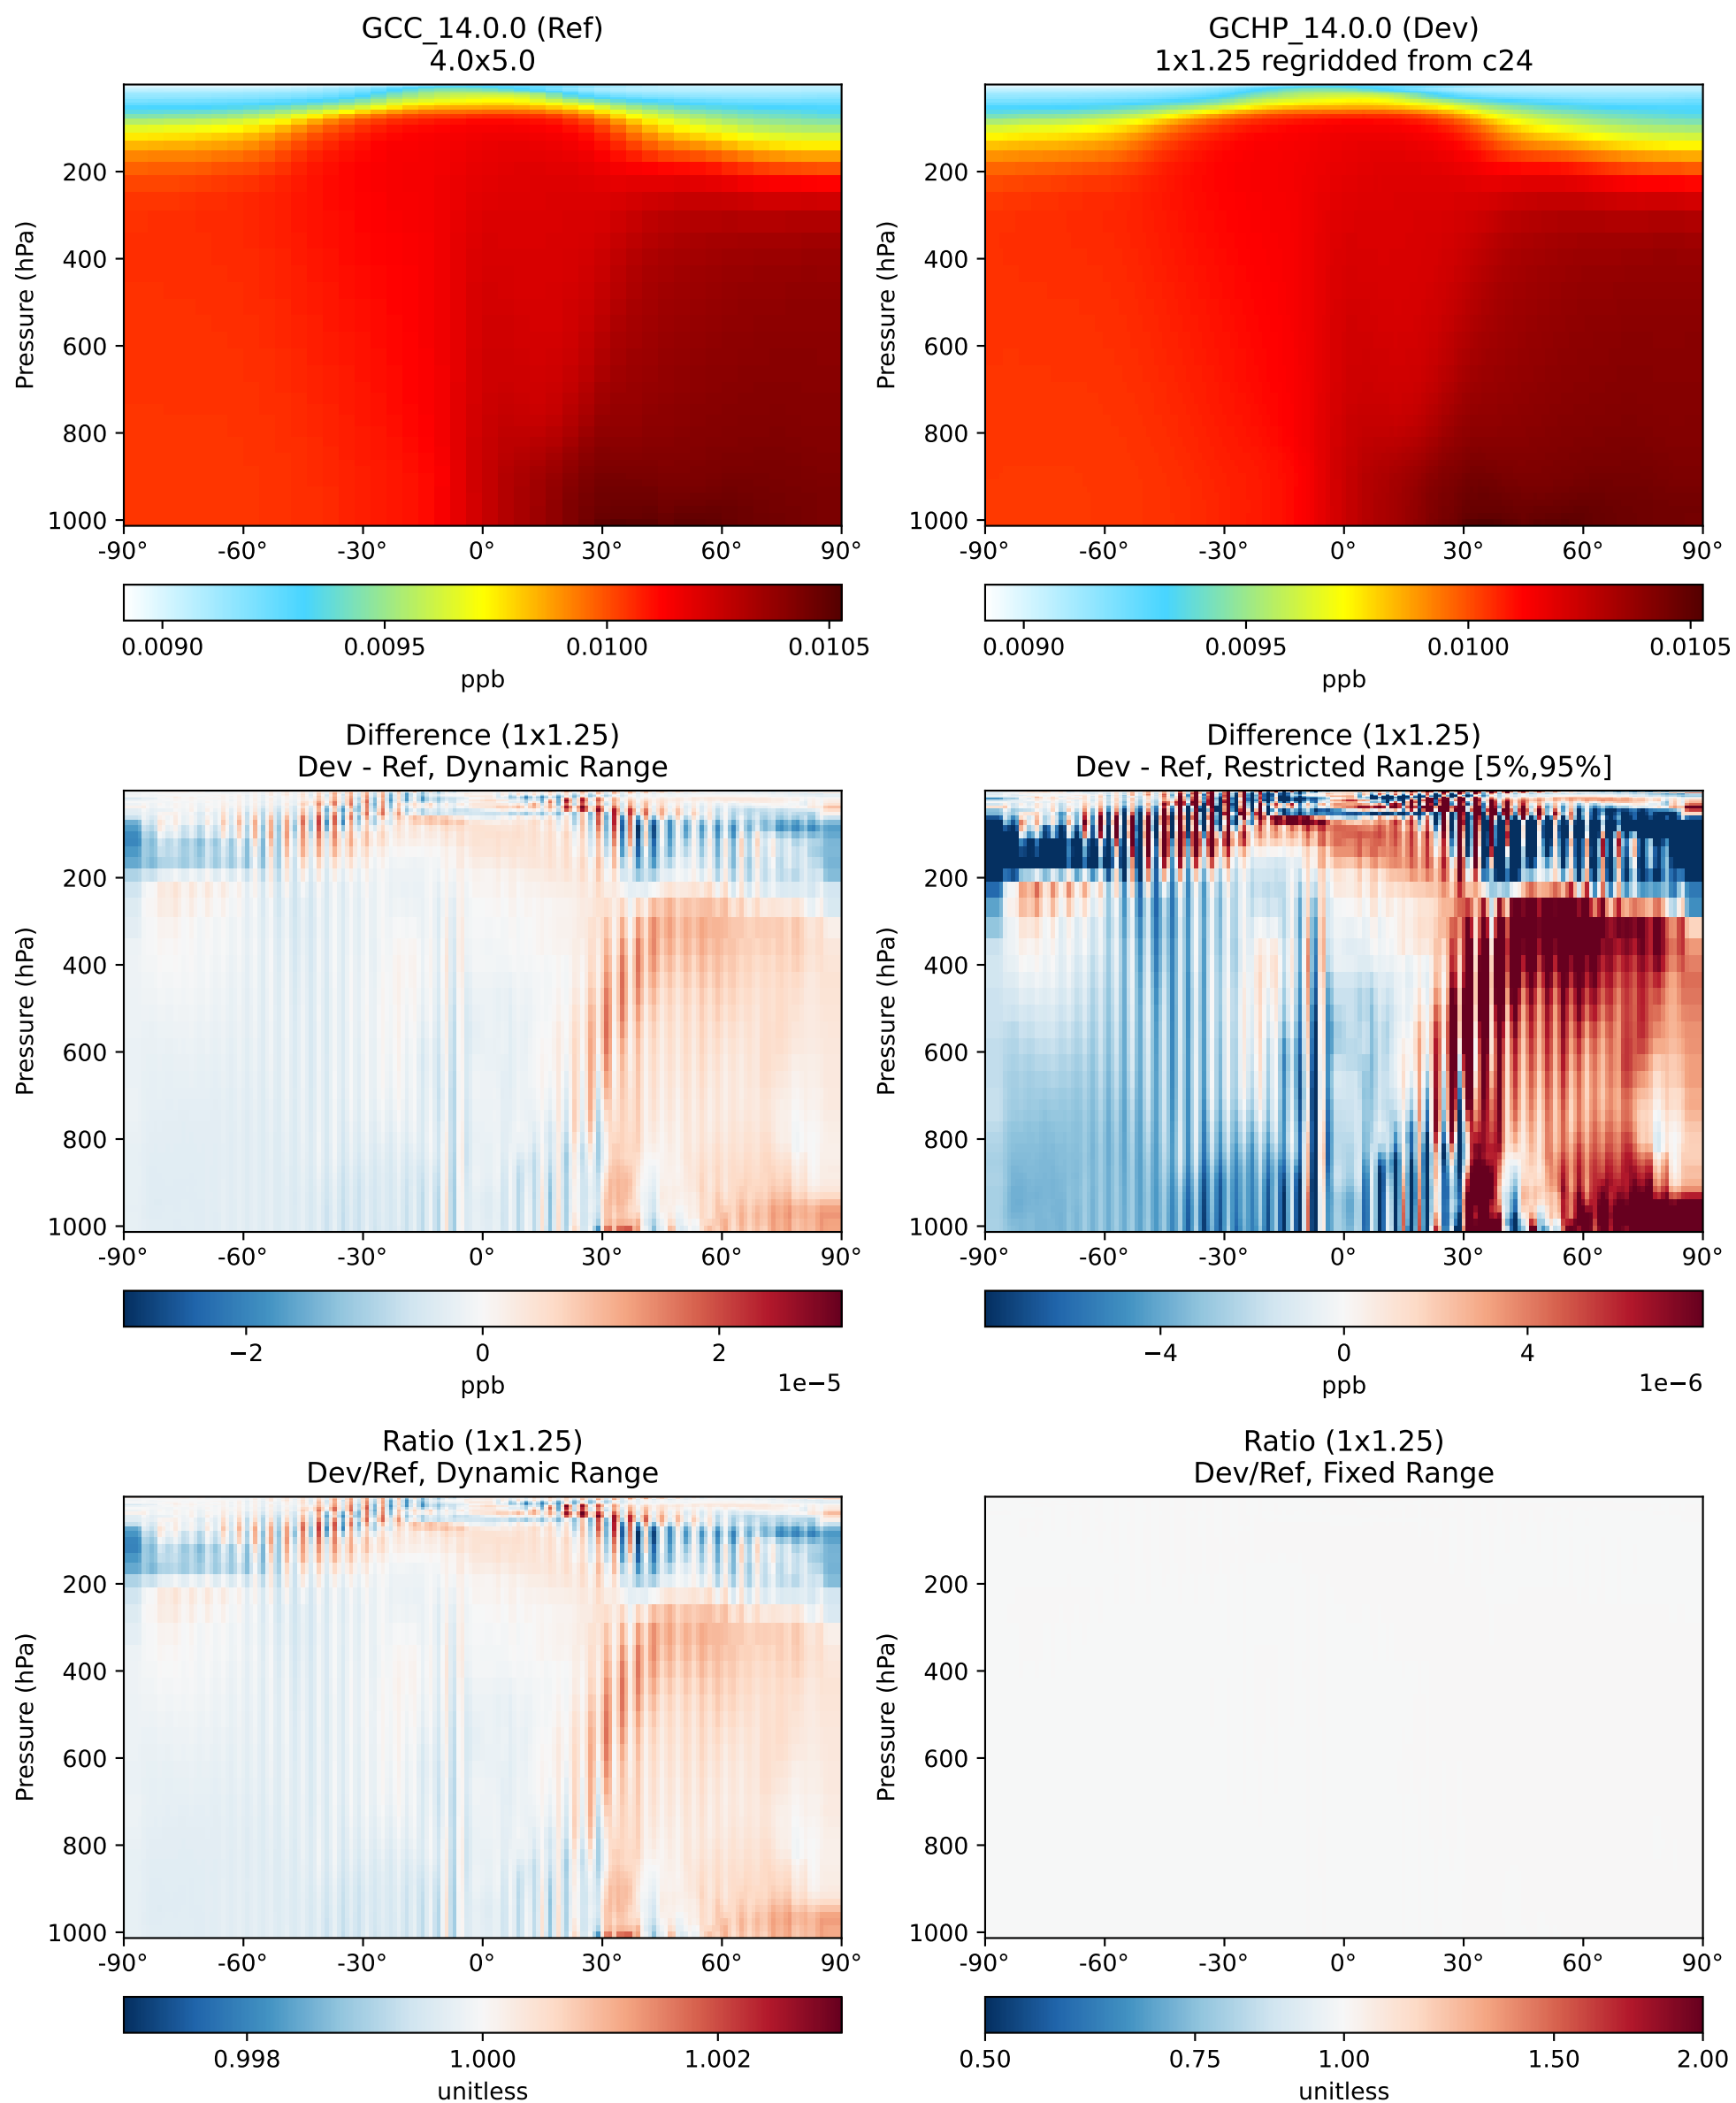 GCC_14.0.0 (Ref)
4.0x5.0
Pressure (hPa)
200
400
600
800
1000
-90° -60° -30° 0° 30° 60° 90°
0.0090 0.0095 0.0100 0.0105
ppb
GCHP_14.0.0 (Dev)
1x1.25 regridded from c24
Pressure (hPa)
200
400
600
800
1000
-90° -60° -30° 0° 30° 60° 90°
0.0090 0.0095 0.0100 0.0105
ppb
Difference (1x1.25)
Dev - Ref, Dynamic Range
Pressure (hPa)
200
400
600
800
1000
-90° -60° -30° 0° 30° 60° 90°
−2 0 2
ppb
1e−5
Difference (1x1.25)
Dev - Ref, Restricted Range [5%,95%]
Pressure (hPa)
200
400
600
800
1000
-90° -60° -30° 0° 30° 60° 90°
−4 0 4
ppb
1e−6
Ratio (1x1.25)
Dev/Ref, Dynamic Range
Pressure (hPa)
200
400
600
800
1000
-90° -60° -30° 0° 30° 60° 90°
0.998 1.000 1.002
unitless
Ratio (1x1.25)
Dev/Ref, Fixed Range
Pressure (hPa)
200
400
600
800
1000
-90° -60° -30° 0° 30° 60° 90°
0.50 0.75 1.00 1.50 2.00
unitless